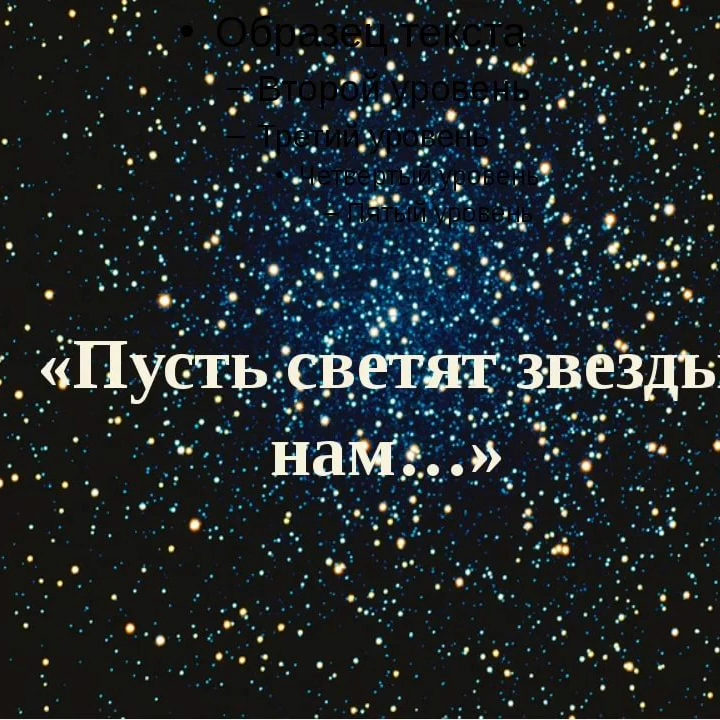 • Образец текста
– Второй уровень
– Третий уровень
• Четвертый уровень
– Пятый уровень
«Пусть светят звезды
нам…»